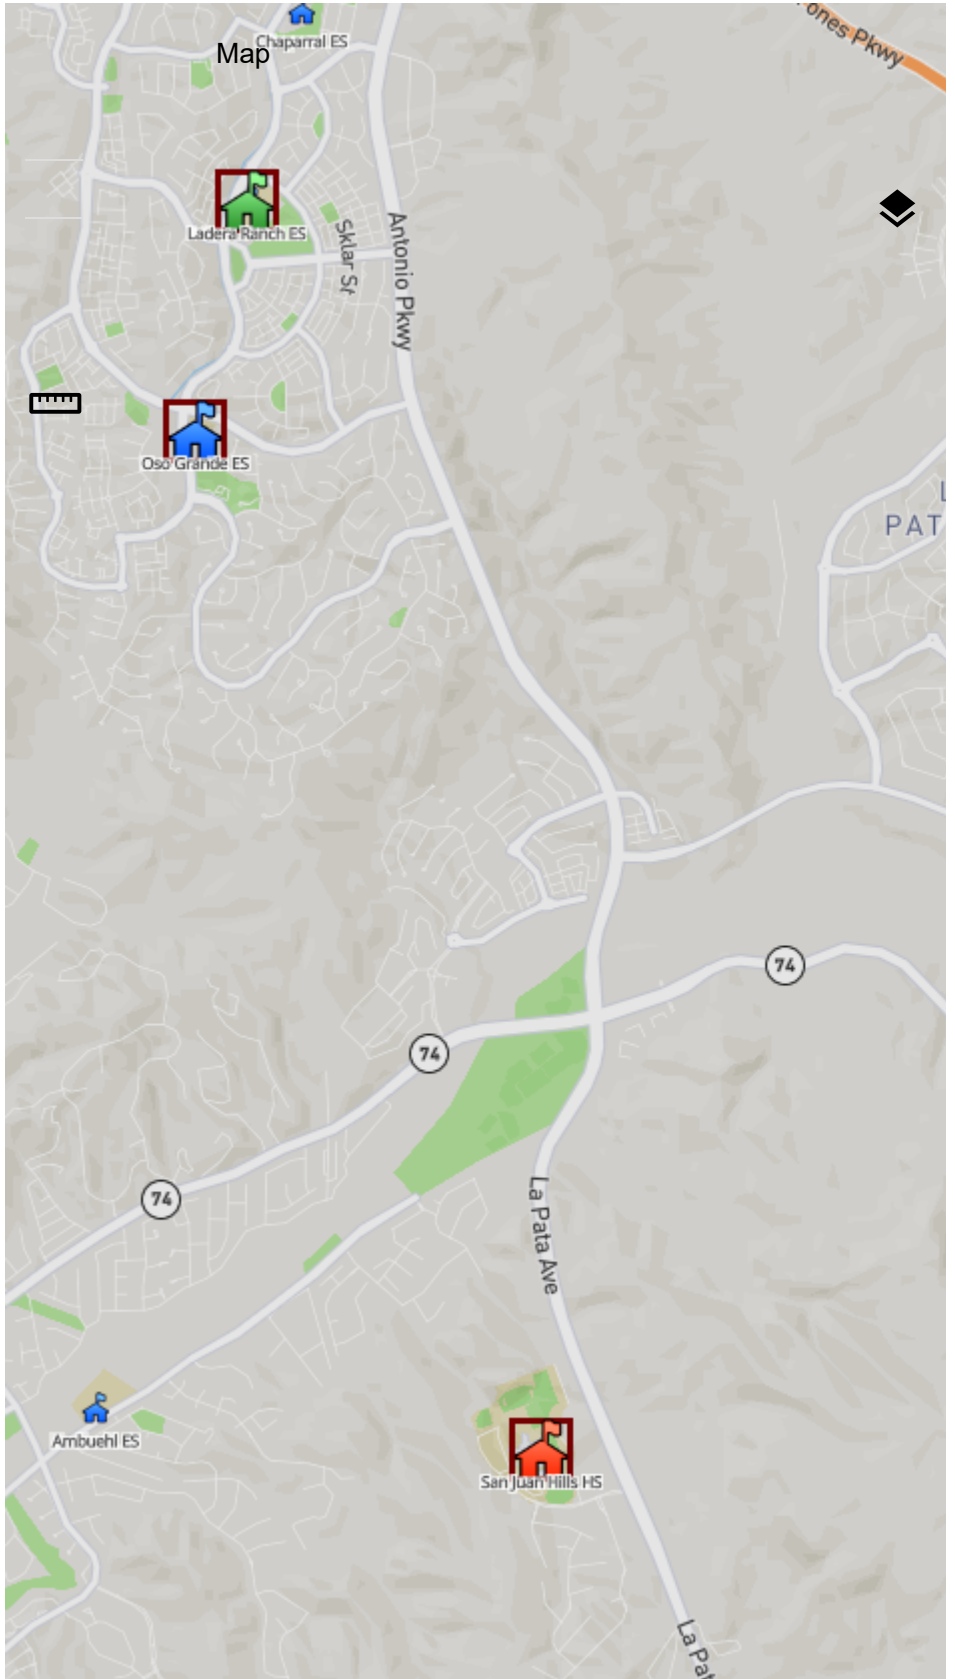 ones Pkwy
Chaparral ES
Map
Ladera Ranch ES
Sklar St
Antonio Pkwy
Oso Grande ES
L
PAT
74
74
74
La Pata Ave
Ambuehl ES
San Juan Hills HS
La Pat